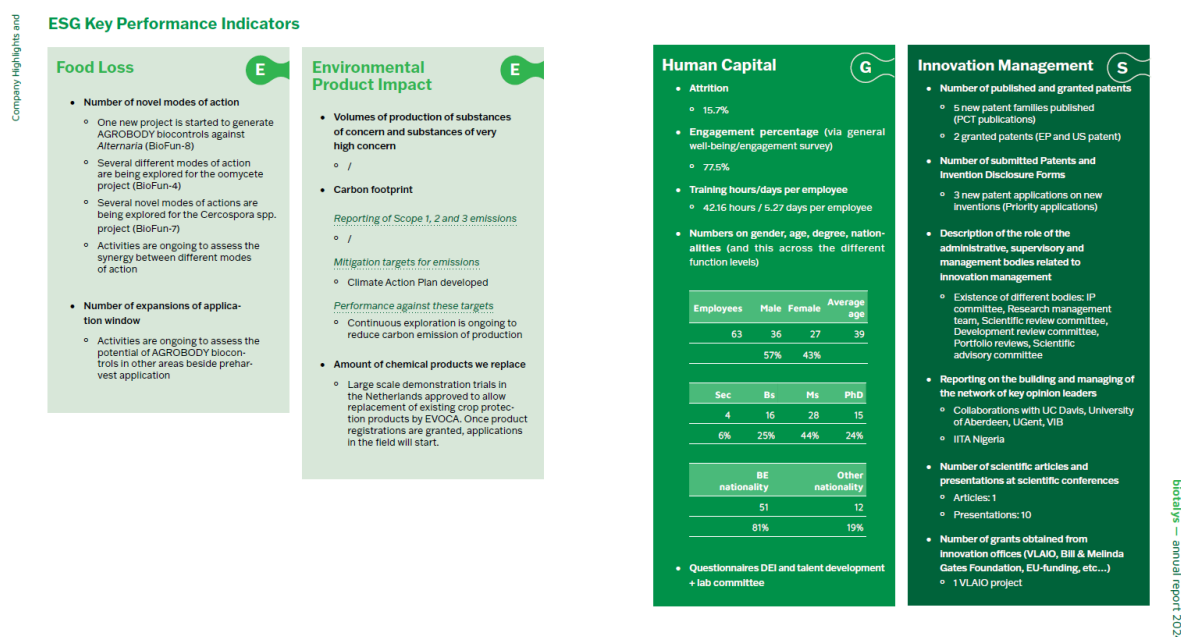 Company Highlights and
ESG Key Performance Indicators
Food Loss
E
• Number of novel modes of action
° One new project is started to generate
AGROBODY biocontrols against
Alternaria (BioFun-8)
° Several different modes of action
are being explored for the oomycete
project (BioFun-4)
° Several novel modes of actions are
being explored for the Cercospora spp.
project (BioFun-7)
° Activities are ongoing to assess the
synergy between different modes
of action
• Number of expansions of applica-
tion window
° Activities are ongoing to assess the
potential of AGROBODY biocon-
trols in other areas beside prehar-
vest application
Environmental
Product Impact
E
• Volumes of production of substances
of concern and substances of very
high concern
° /
• Carbon footprint
Reporting of Scope 1, 2 and 3 emissions
° /
Mitigation targets for emissions
° Climate Action Plan developed
Performance against these targets
° Continuous exploration is ongoing to
reduce carbon emission of production
• Amount of chemical products we replace
° Large scale demonstration trials in
the Netherlands approved to allow
replacement of existing crop protec-
tion products by EVOCA. Once product
registrations are granted, applications
in the field will start.
Human Capital
G
• Attrition
° 15.7%
• Engagement percentage (via general
well-being/engagement survey)
° 77.5%
• Training hours/days per employee
° 42.16 hours / 5.27 days per employee
• Numbers on gender, age, degree, nation-
alities (and this across the different
function levels)
Employees Male Female Average
age
63 36 27 39
57% 43%
Sec Bs Ms PhD
4 16 28 15
6% 25% 44% 24%
BE Other
nationality nationality
51 12
81% 19%
• Questionnaires DEI and talent development
+ lab committee
Innovation Management
S
• Number of published and granted patents
° 5 new patent families published
(PCT publications)
° 2 granted patents (EP and US patent)
• Number of submitted Patents and
Invention Disclosure Forms
° 3 new patent applications on new
inventions (Priority applications)
• Description of the role of the
administrative, supervisory and
management bodies related to
innovation management
° Existence of different bodies: IP
committee, Research management
team, Scientific review committee,
Development review committee,
Portfolio reviews, Scientific
advisory committee
• Reporting on the building and managing of
the network of key opinion leaders
° Collaborations with UC Davis, University
of Aberdeen, UGent, VIB
° IITA Nigeria
• Number of scientific articles and
presentations at scientific conferences
° Articles: 1
° Presentations: 10
• Number of grants obtained from
innovation offices (VLAIO, Bill & Melinda
Gates Foundation, EU-funding, etc...)
° 1 VLAIO project
biotalys — annual report